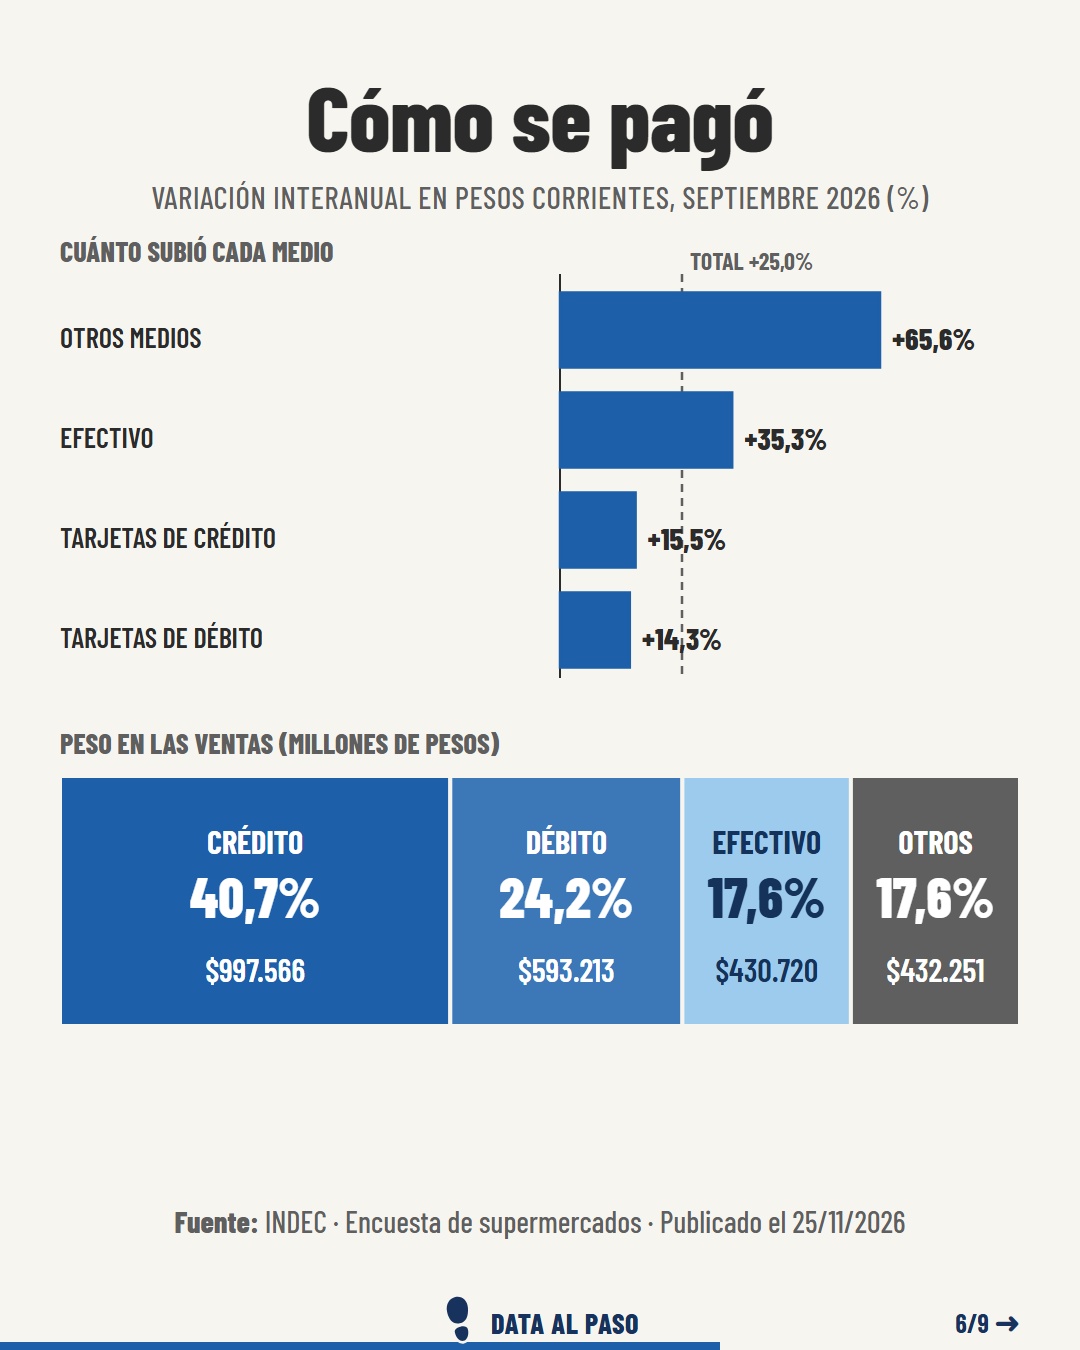 Cómo se pagó
VARIACIÓN INTERANUAL EN PESOS CORRIENTES, SEPTIEMBRE 2026 (%)
CUÁNTO SUBIÓ CADA MEDIO
TOTAL +25,0%
OTROS MEDIOS +65,6%
EFECTIVO +35,3%
TARJETAS DE CRÉDITO +15,5%
TARJETAS DE DÉBITO +14,3%
PESO EN LAS VENTAS (MILLONES DE PESOS)
CRÉDITO DÉBITO EFECTIVO OTROS
40,7% 24,2% 17,6% 17,6%
$997.566 $593.213 $430.720 $432.251
Fuente: INDEC · Encuesta de supermercados · Publicado el 25/11/2026
DATA AL PASO 6/9 →